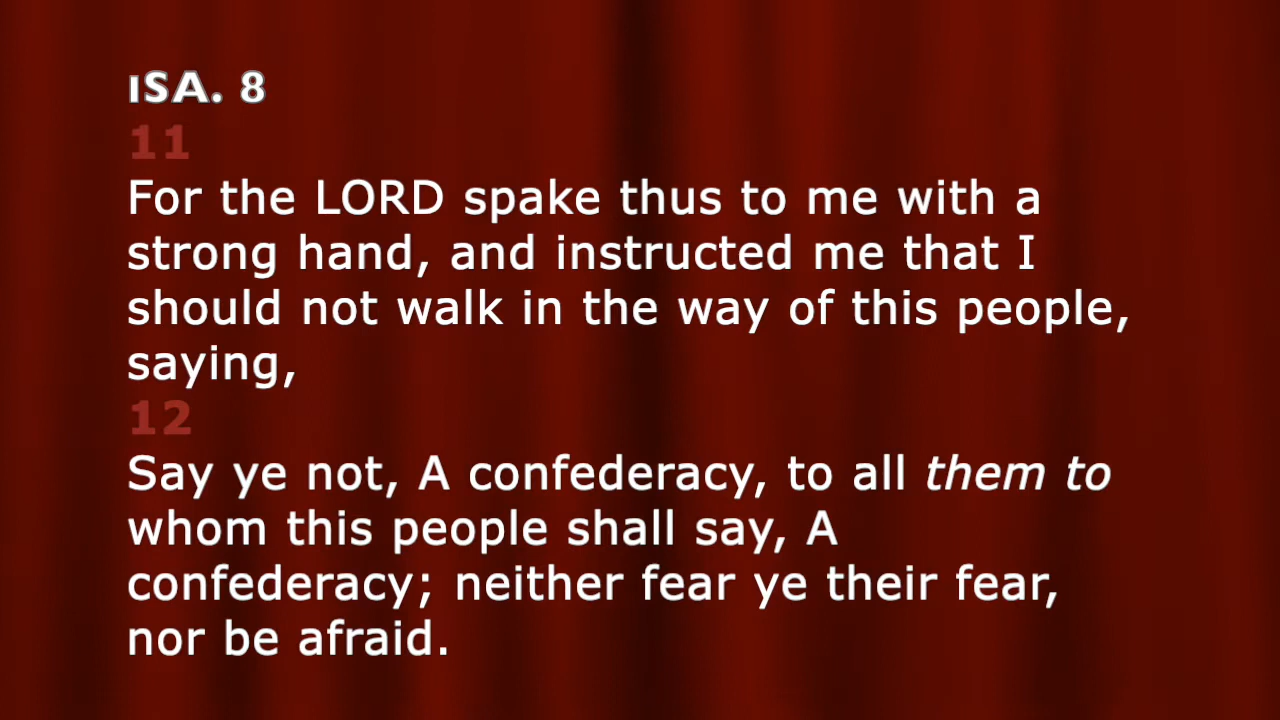 ISA. 8
11
For the LORD spake thus to me with a
strong hand, and instructed me that I
should not walk in the way of this people,
saying,
12
Say ye not, A confederacy, to all them to
whom this people shall say, A
confederacy; neither fear ye their fear,
nor be afraid.